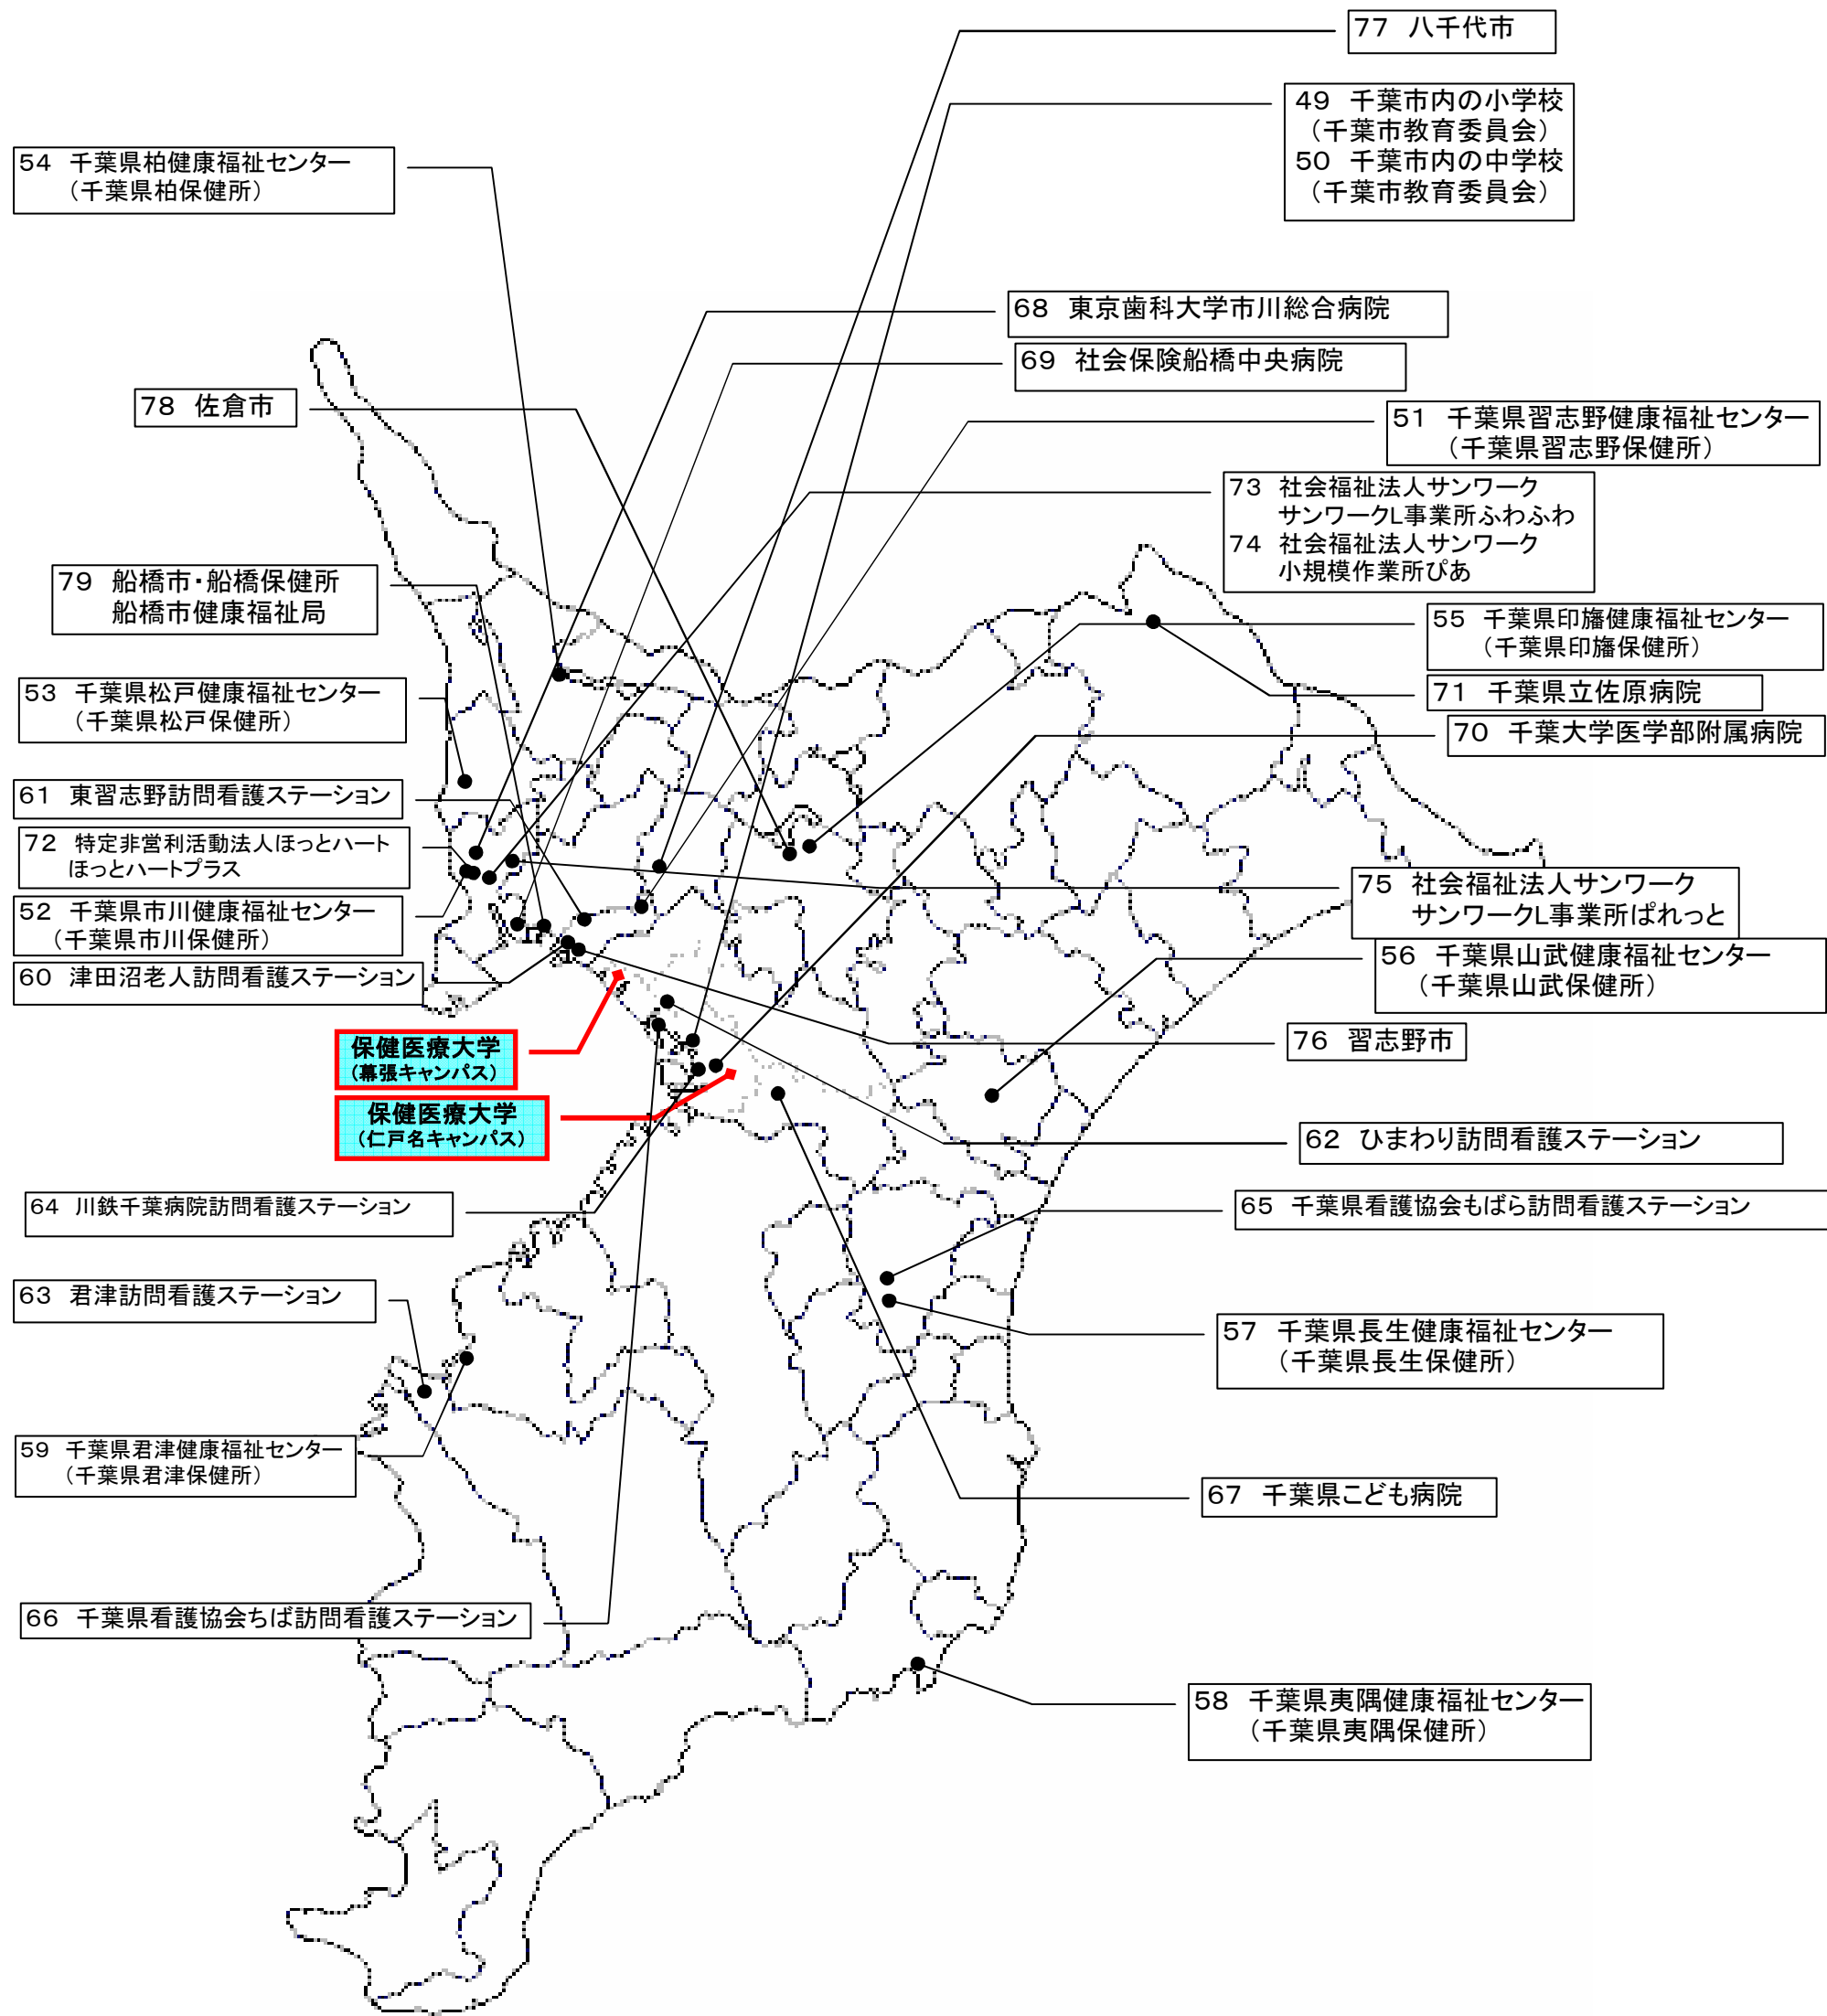 77 八千代市
49 千葉市内の小学校
(千葉市教育委員会)
50 千葉市内の中学校
(千葉市教育委員会)
54 千葉県柏健康福祉センター
(千葉県柏保健所)
68 東京歯科大学市川総合病院
69 社会保険船橋中央病院
78 佐倉市
51 千葉県習志野健康福祉センター
(千葉県習志野保健所)
73 社会福祉法人サンワーク
サンワークL事業所ふわふわ
74 社会福祉法人サンワーク
小規模作業所ぴあ
79 船橋市・船橋保健所
船橋市健康福祉局
55 千葉県印旛健康福祉センター
(千葉県印旛保健所)
53 千葉県松戸健康福祉センター
(千葉県松戸保健所)
71 千葉県立佐原病院
70 千葉大学医学部附属病院
61 東習志野訪問看護ステーション
72 特定非営利活動法人ほっとハート
ほっとハートプラス
75 社会福祉法人サンワーク
サンワークL事業所ぱれっと
52 千葉県市川健康福祉センター
(千葉県市川保健所)
56 千葉県山武健康福祉センター
(千葉県山武保健所)
60 津田沼老人訪問看護ステーション
76 習志野市
保健医療大学
(幕張キャンパス)
保健医療大学
(仁戸名キャンパス)
62 ひまわり訪問看護ステーション
64 川鉄千葉病院訪問看護ステーション
65 千葉県看護協会もばら訪問看護ステーション
63 君津訪問看護ステーション
57 千葉県長生健康福祉センター
(千葉県長生保健所)
59 千葉県君津健康福祉センター
(千葉県君津保健所)
67 千葉県こども病院
66 千葉県看護協会ちば訪問看護ステーション
58 千葉県夷隅健康福祉センター
(千葉県夷隅保健所)